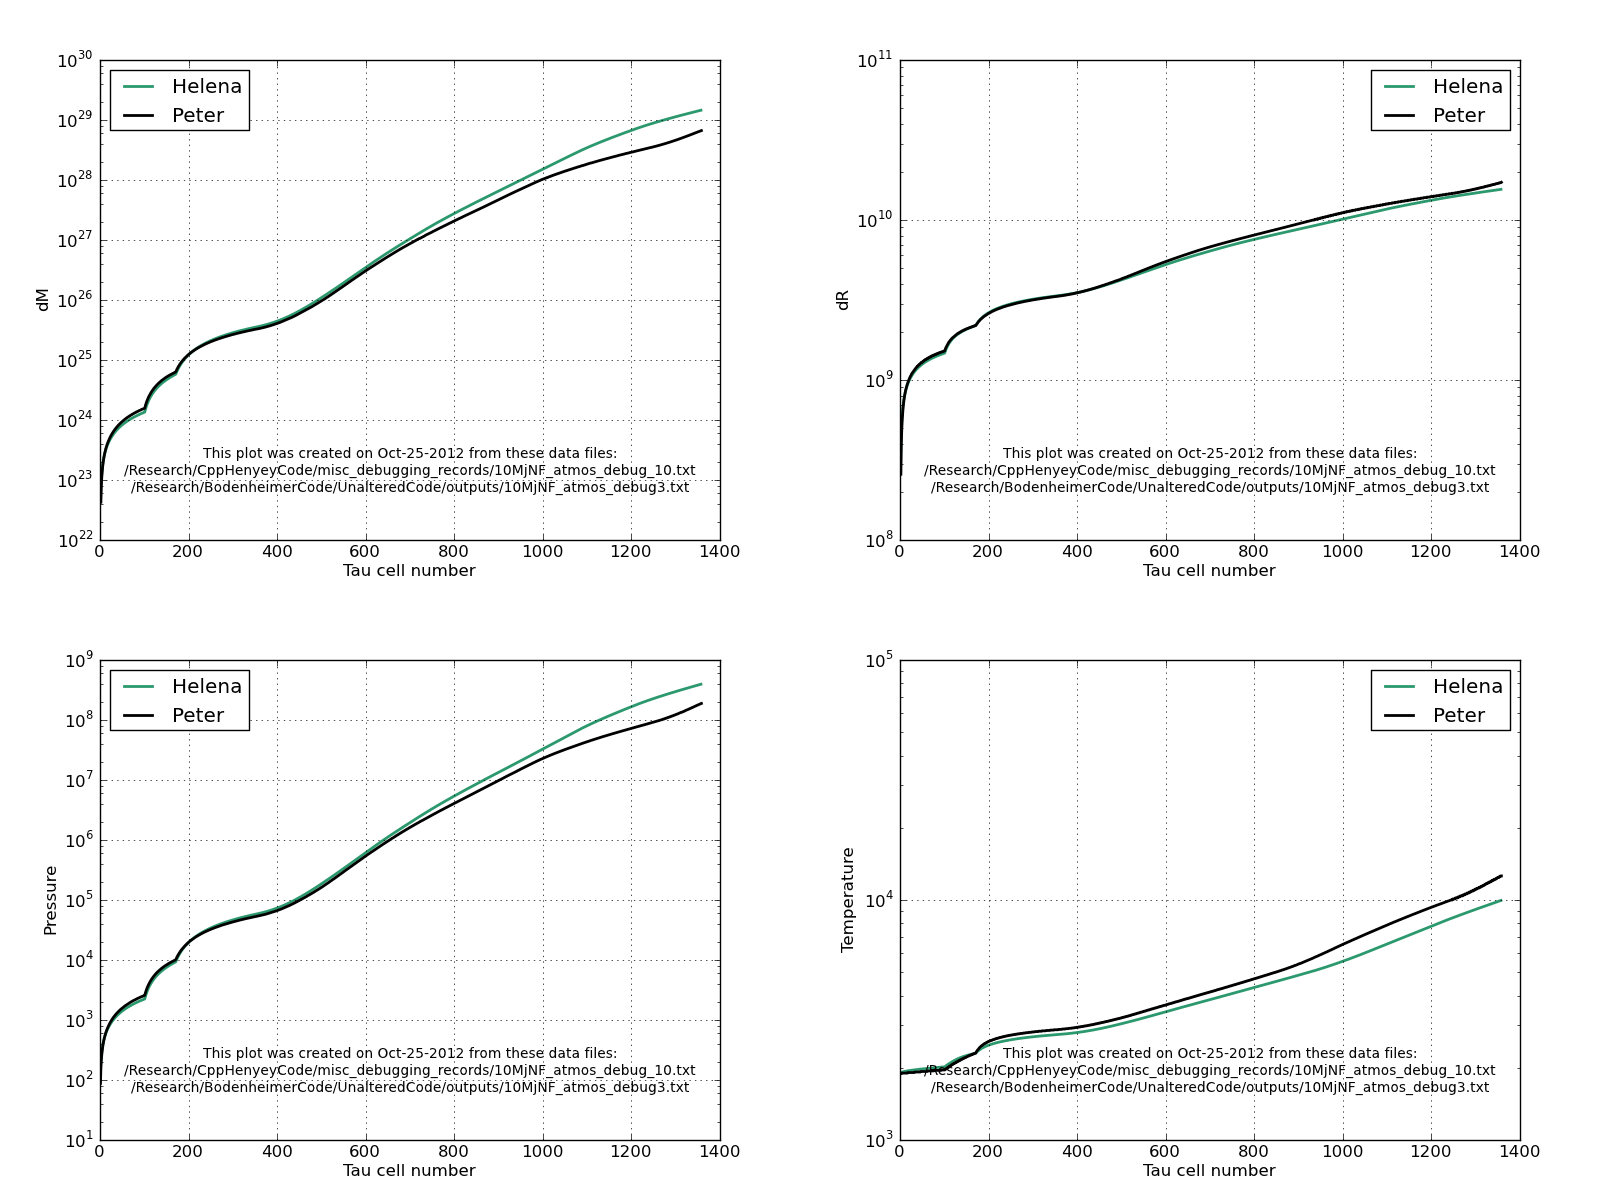 10^30
10^29
10^28
10^27
10^26
10^25
10^24
10^23
10^22
dM
Helena
Peter
This plot was created on Oct-25-2012 from these data files:
/Research/CppHenyeyCode/misc_debugging_records/10MjNF_atmos_debug_10.txt
/Research/BodenheimerCode/UnalteredCode/outputs/10MjNF_atmos_debug3.txt
0 200 400 600 800 1000 1200 1400
Tau cell number
10^11
10^10
10^9
10^8
dR
Helena
Peter
This plot was created on Oct-25-2012 from these data files:
/Research/CppHenyeyCode/misc_debugging_records/10MjNF_atmos_debug_10.txt
/Research/BodenheimerCode/UnalteredCode/outputs/10MjNF_atmos_debug3.txt
0 200 400 600 800 1000 1200 1400
Tau cell number
10^9
10^8
10^7
10^6
10^5
10^4
10^3
10^2
10^1
Pressure
Helena
Peter
This plot was created on Oct-25-2012 from these data files:
/Research/CppHenyeyCode/misc_debugging_records/10MjNF_atmos_debug_10.txt
/Research/BodenheimerCode/UnalteredCode/outputs/10MjNF_atmos_debug3.txt
0 200 400 600 800 1000 1200 1400
Tau cell number
10^5
10^4
10^3
Temperature
Helena
Peter
This plot was created on Oct-25-2012 from these data files:
/Research/CppHenyeyCode/misc_debugging_records/10MjNF_atmos_debug_10.txt
/Research/BodenheimerCode/UnalteredCode/outputs/10MjNF_atmos_debug3.txt
0 200 400 600 800 1000 1200 1400
Tau cell number